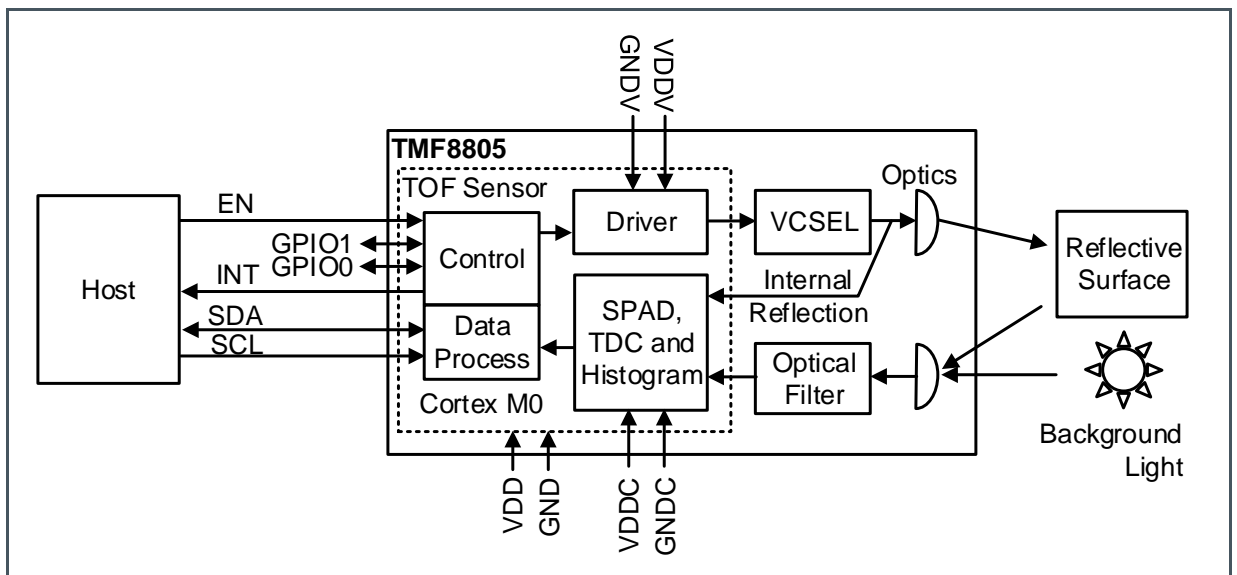 GNDV
VDDV
TMF8805
TOF Sensor
Optics
EN
GPIO1
GPIO0
INT
SDA
SCL
Host
Control
Data
Process
Cortex M0
Driver
VCSEL
Internal
Reflection
SPAD,
TDC and
Histogram
Optical
Filter
Reflective
Surface
Background
Light
VDD
GND
VDDC
GNDC